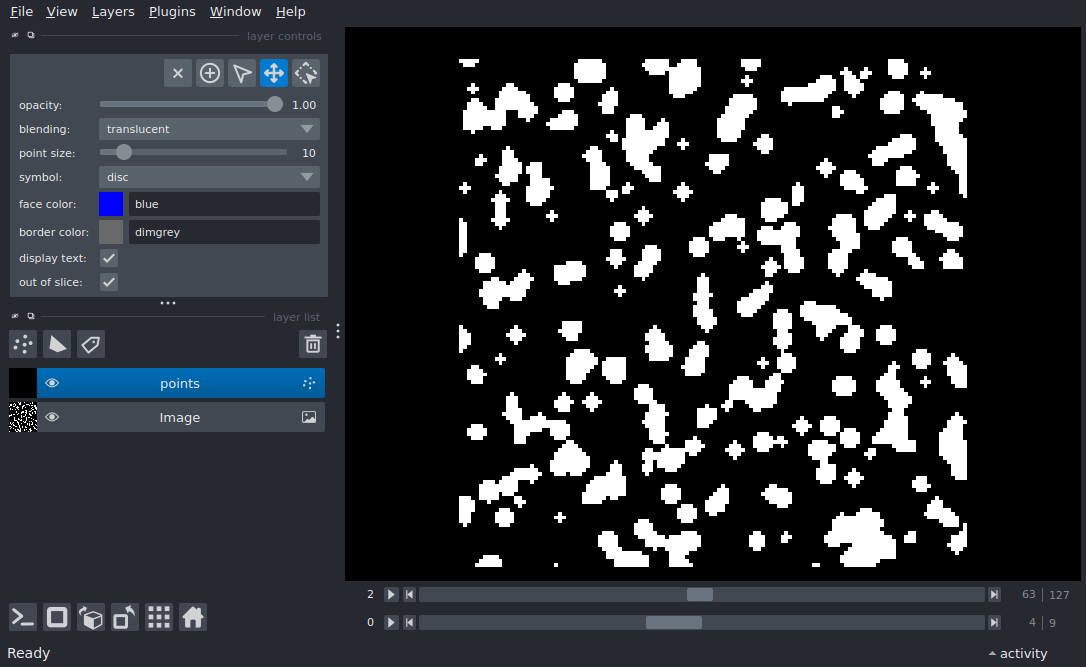 File View Layers Plugins Window Help
layer controls
opacity: 1.00
blending: translucent
point size: 10
symbol: disc
face color: blue
border color: dimgrey
display text:
out of slice:
layer list
points
Image
2 63 127
0 4 9
Ready activity